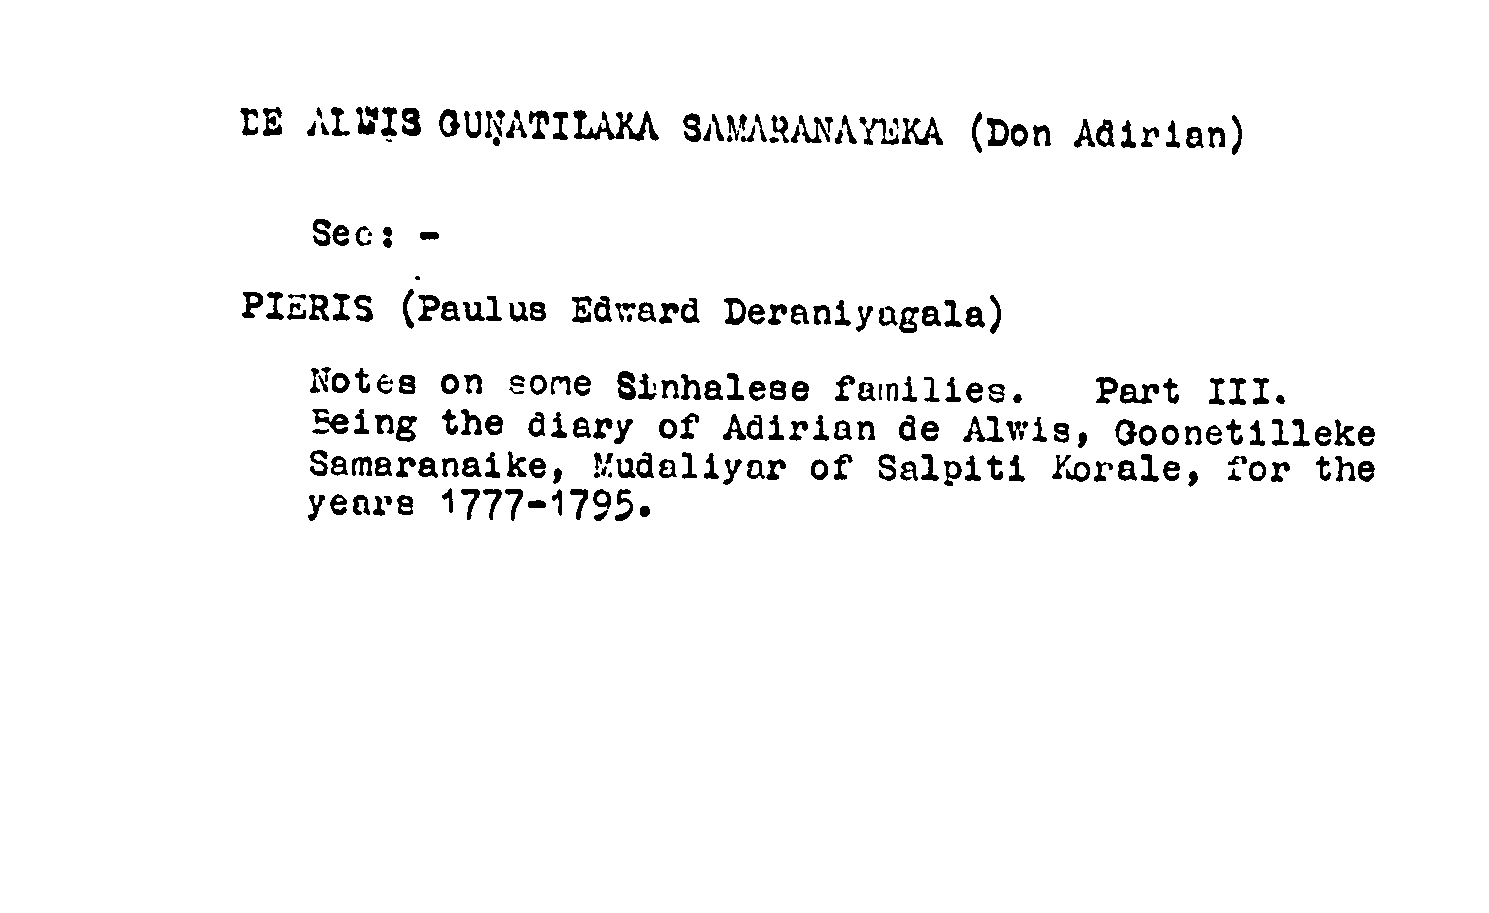 DE ALWIS GUṆATILAKA SAMARANAYEKA (Don Adirian)
Sec: -
PIERIS (Paulus Edward Deraniyagala)
Notes on some Sinhalese families. Part III.
Being the diary of Adirian de Alwis, Goonetilleke
Samaranaike, Mudaliyar of Salpiti Korale, for the
years 1777-1795.